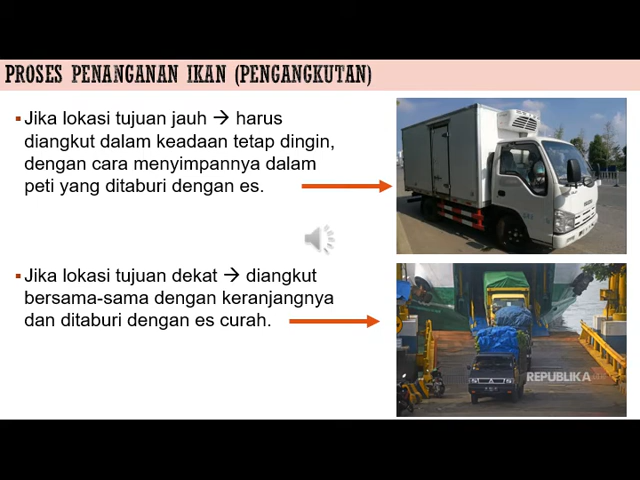 PROSES PENANGANAN IKAN (PENGANGKUTAN)
▪Jika lokasi tujuan jauh → harus
diangkut dalam keadaan tetap dingin,
dengan cara menyimpannya dalam
peti yang ditaburi dengan es.
▪Jika lokasi tujuan dekat → diangkut
bersama-sama dengan keranjangnya
dan ditaburi dengan es curah.
REPUBLIKA